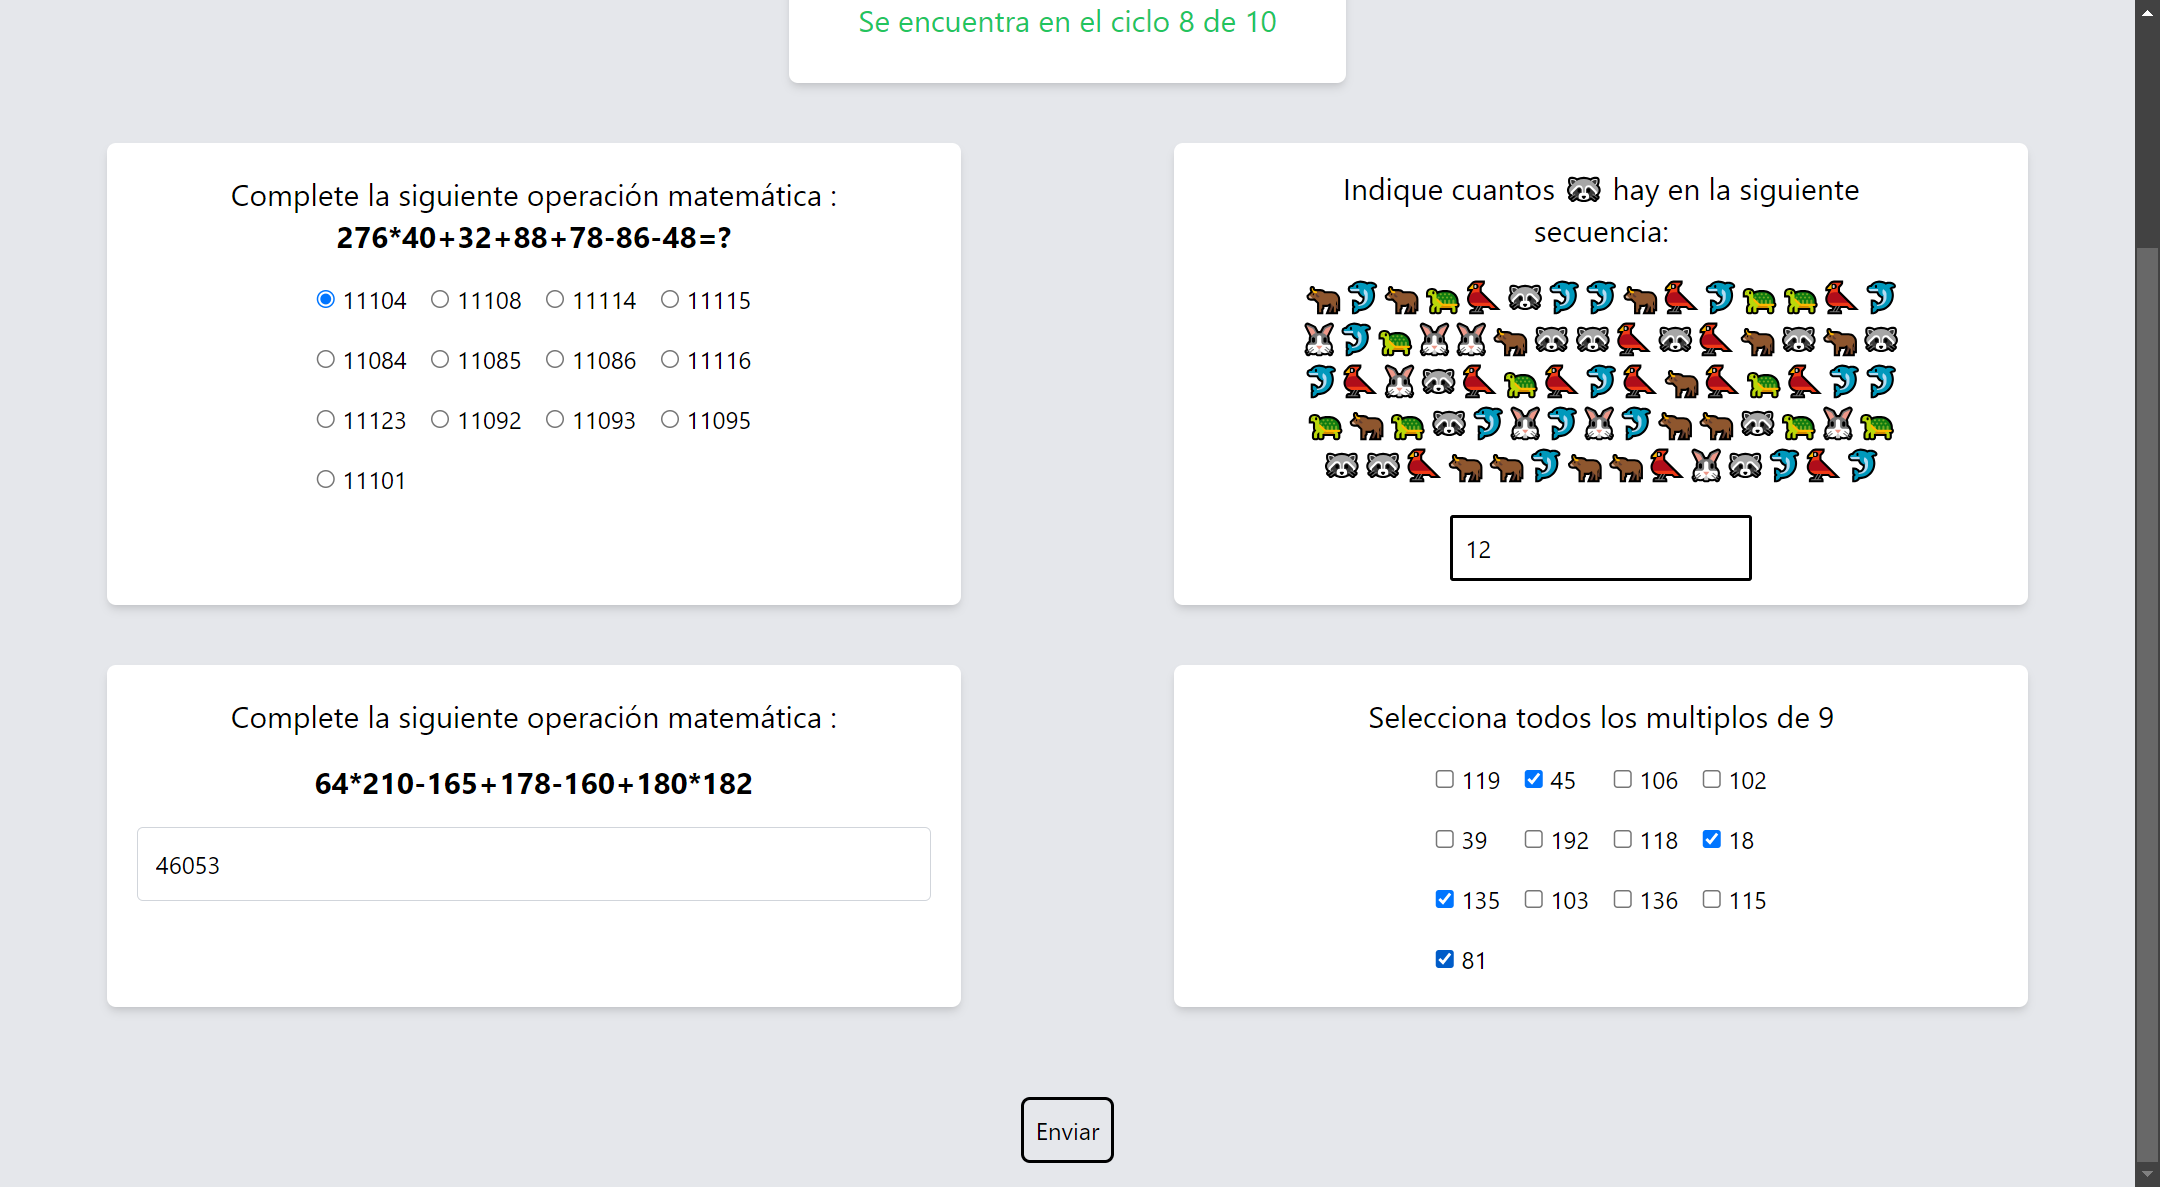 Se encuentra en el ciclo 8 de 10
Complete la siguiente operación matemática :
276*40+32+88+78-86-48=?
11104 11108 11114 11115
11084 11085 11086 11116
11123 11092 11093 11095
11101
Indique cuantos 🦝 hay en la siguiente
secuencia:
🐂🐬🐂🐢🐦🦝🐬🐬🐂🐦🐬🐢🐢🐦🐬
🐰🐬🐢🐰🐰🐂🦝🦝🐦🦝🐦🐂🦝🐂🦝
🐬🐦🐰🦝🐦🐢🐦🐬🐦🐂🐦🐢🐦🐬🐬
🐢🐂🐢🦝🐬🐰🐬🐰🐬🐂🐂🦝🐢🐰🐢
🦝🦝🐦🐂🐂🐬🐂🐂🐦🐰🦝🐬🐦🐬
12
Complete la siguiente operación matemática :
64*210-165+178-160+180*182
46053
Selecciona todos los multiplos de 9
119 45 106 102
39 192 118 18
135 103 136 115
81
Enviar